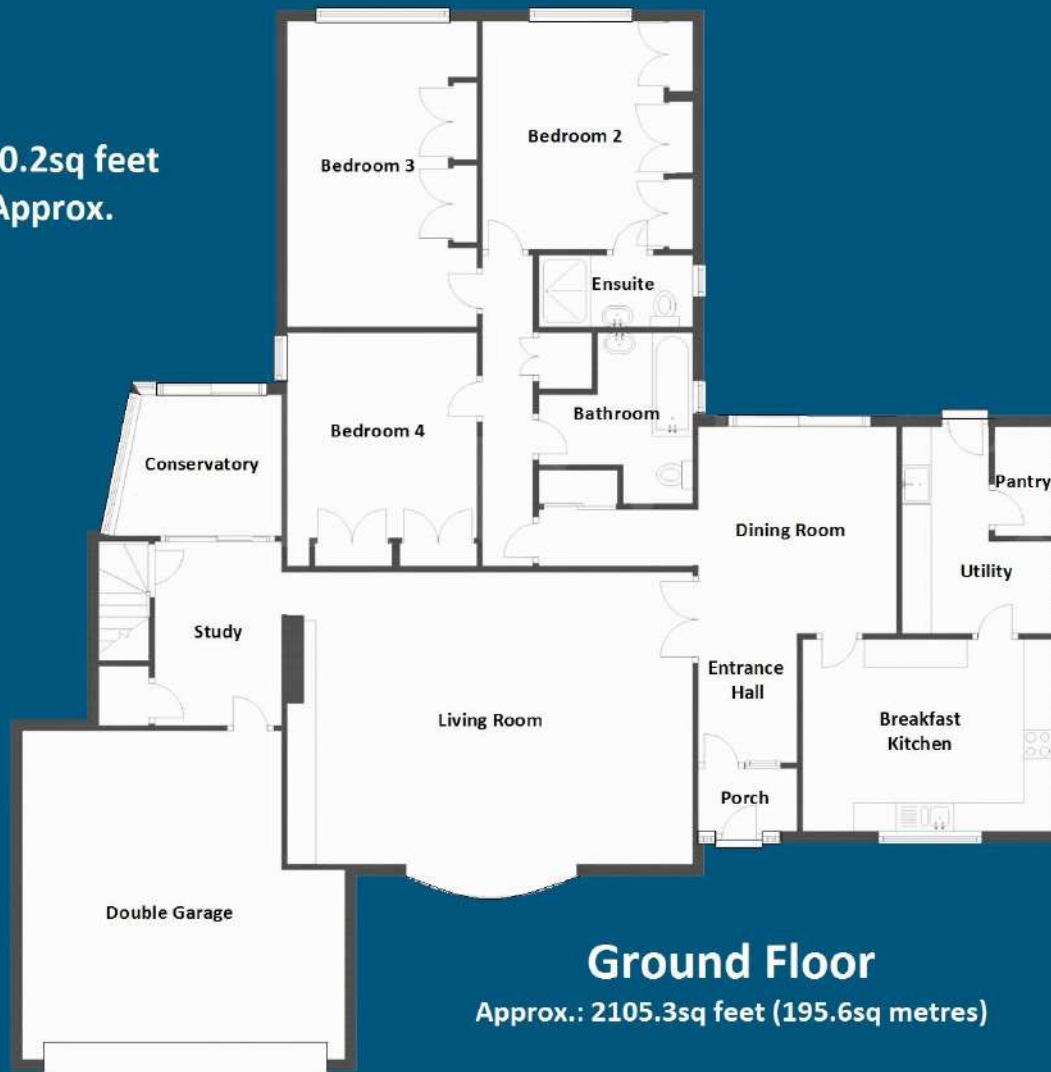 0.2sq feet
Approx.
Bedroom 3
Bedroom 2
Ensuite
Bedroom 4
Bathroom
Conservatory
Pantry
Dining Room
Utility
Study
Entrance
Hall
Living Room
Breakfast
Kitchen
Porch
Double Garage
Ground Floor
Approx.: 2105.3sq feet (195.6sq metres)